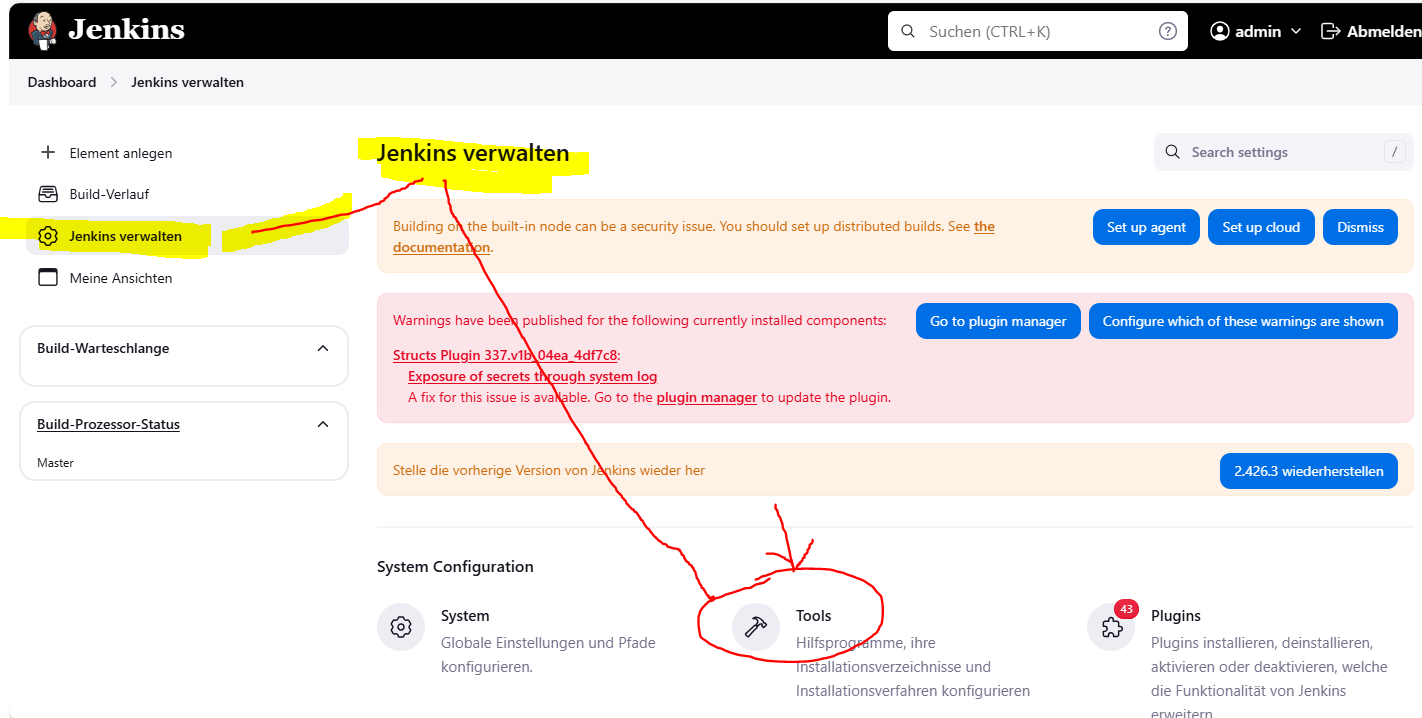 Jenkins
Suchen (CTRL+K)
?
admin
Abmelden
Dashboard
Jenkins verwalten
Element anlegen
Build-Verlauf
Jenkins verwalten
Meine Ansichten
Build-Warteschlange
Build-Prozessor-Status
Master
Jenkins verwalten
Search settings
/
Building on the built-in node can be a security issue. You should set up distributed builds. See the
documentation.
Set up agent
Set up cloud
Dismiss
Warnings have been published for the following currently installed components:
Go to plugin manager
Configure which of these warnings are shown
Structs Plugin 337.v1b_04ea_4df7c8:
Exposure of secrets through system log
A fix for this issue is available. Go to the plugin manager to update the plugin.
Stelle die vorherige Version von Jenkins wieder her
2.426.3 wiederherstellen
System Configuration
System
Globale Einstellungen und Pfade
konfigurieren.
Tools
Hilfsprogramme, ihre
Installationsverzeichnisse und
Installationsverfahren konfigurieren
43
Plugins
Plugins installieren, deinstallieren,
aktivieren oder deaktivieren, welche
die Funktionalität von Jenkins
erweitern